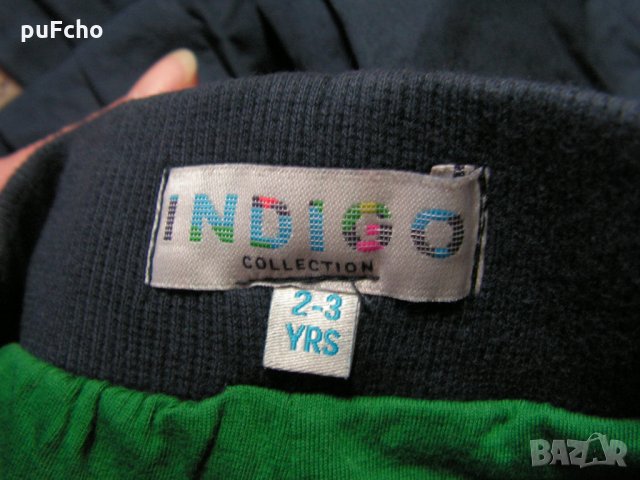 puFcho
INDIGO
COLLECTION
2-3
YRS
BAZAR